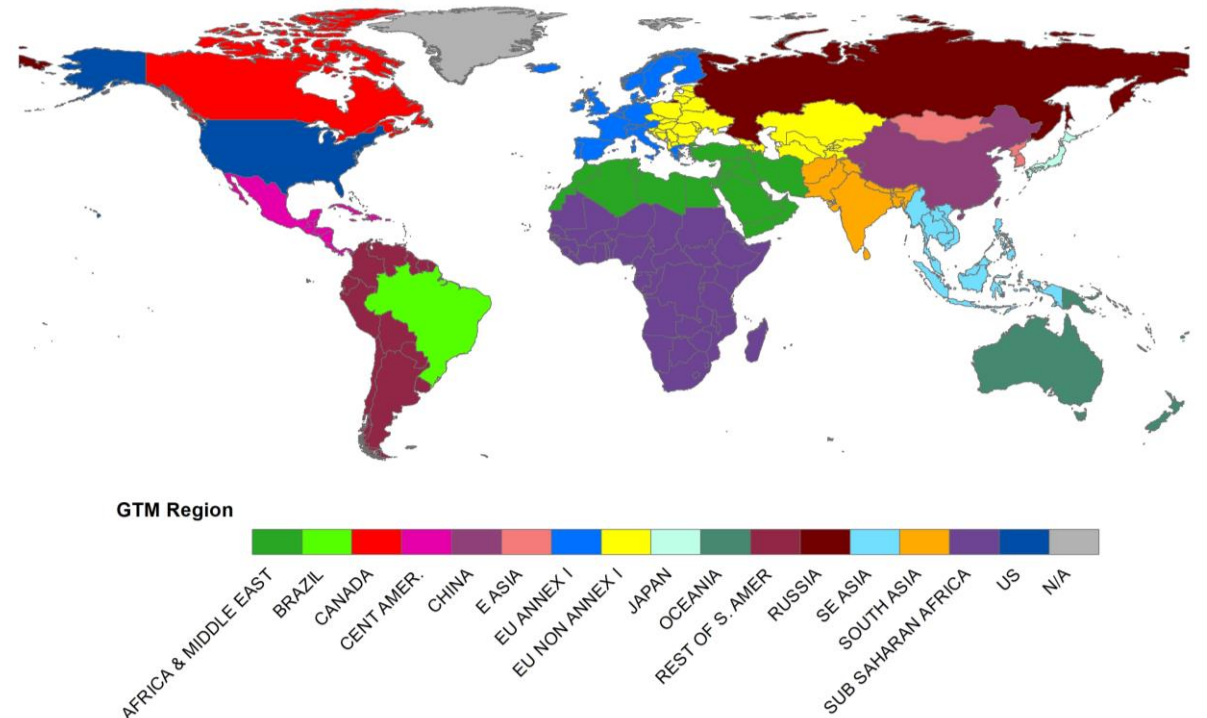 GTM Region
AFRICA & MIDDLE EAST
BRAZIL
CANADA
CENT AMER.
CHINA
E ASIA
EU ANNEX I
EU NON ANNEX I
JAPAN
OCEANIA
REST OF S. AMER
RUSSIA
SE ASIA
SOUTH ASIA
SUB SAHARAN AFRICA
US
N/A